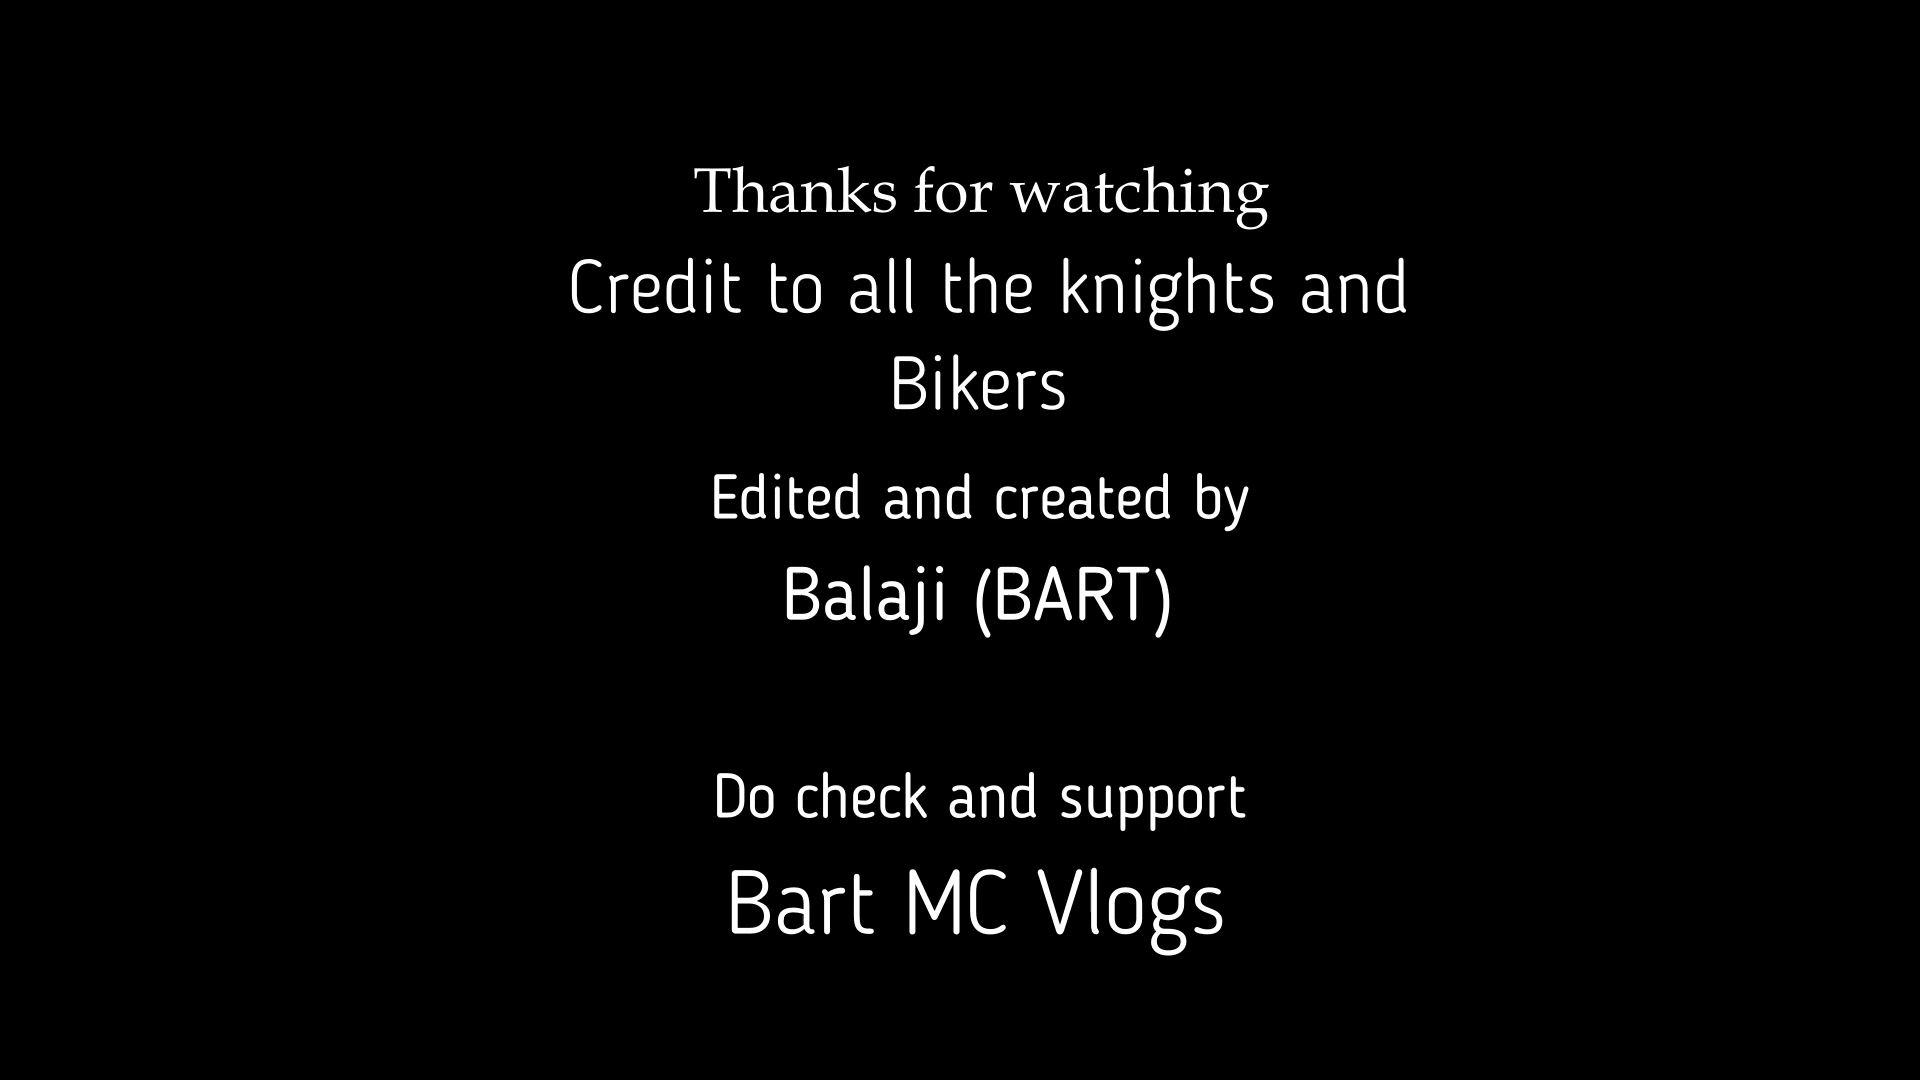 Thanks for watching
Credit to all the knights and
Bikers
Edited and created by
Balaji (BART)
Do check and support
Bart MC Vlogs